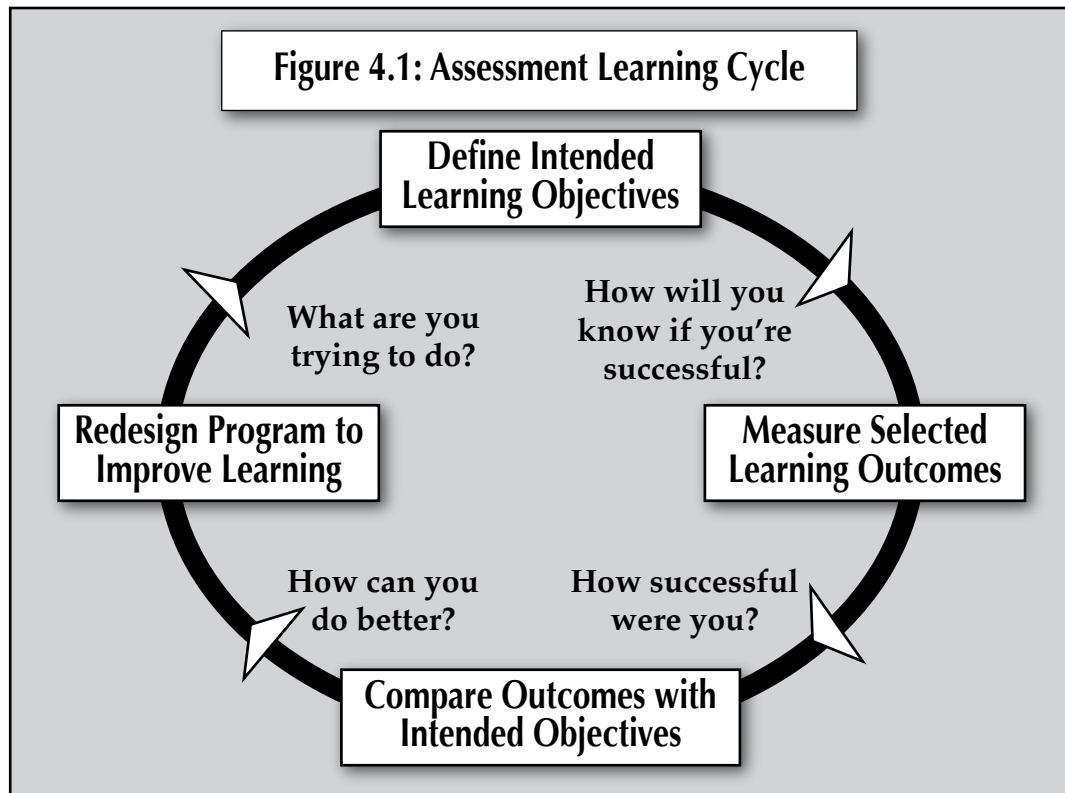 Figure 4.1: Assessment Learning Cycle
Define Intended
Learning Objectives
What are you
trying to do?
How will you
know if you're
successful?
Redesign Program to
Improve Learning
Measure Selected
Learning Outcomes
How can you
do better?
How successful
were you?
Compare Outcomes with
Intended Objectives